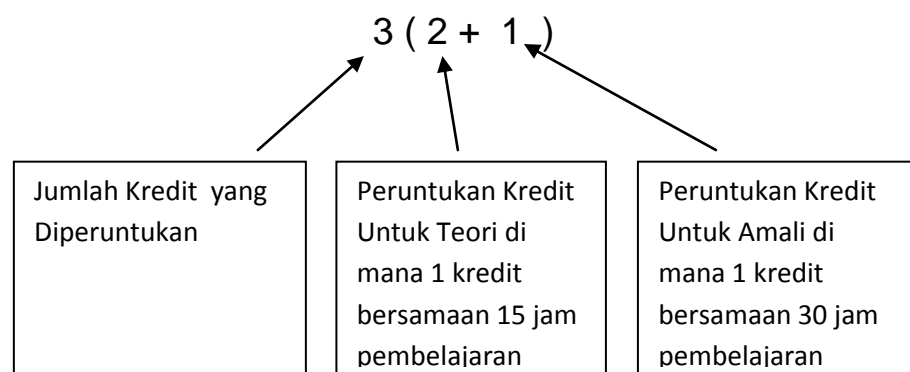 3 ( 2 + 1 )
Jumlah Kredit yang
Diperuntukan
Peruntukan Kredit
Untuk Teori di
mana 1 kredit
bersamaan 15 jam
pembelajaran
Peruntukan Kredit
Untuk Amali di
mana 1 kredit
bersamaan 30 jam
pembelajaran